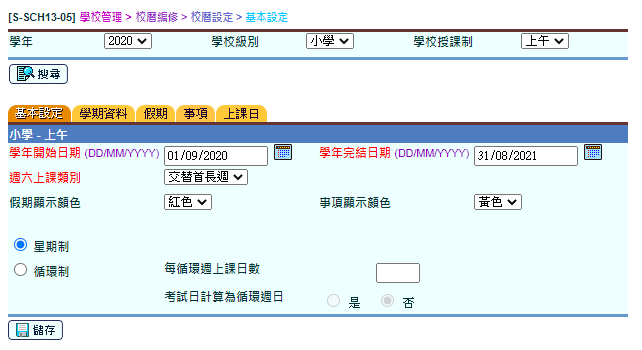 [S-SCH13-05] 學校管理 > 校曆編修 > 校曆設定 > 基本設定
學年 2020 學校級別 小學 學校授課制 上午
搜尋
基本設定 學期資料 假期 事項 上課日
小學 - 上午
學年開始日期 (DD/MM/YYYY) 01/09/2020 學年完結日期 (DD/MM/YYYY) 31/08/2021
週六上課類別 交替首長週
假期顯示顏色 紅色 事項顯示顏色 黃色
星期制
循環制 每循環週上課日數
考試日計算為循環週日 是 否
儲存